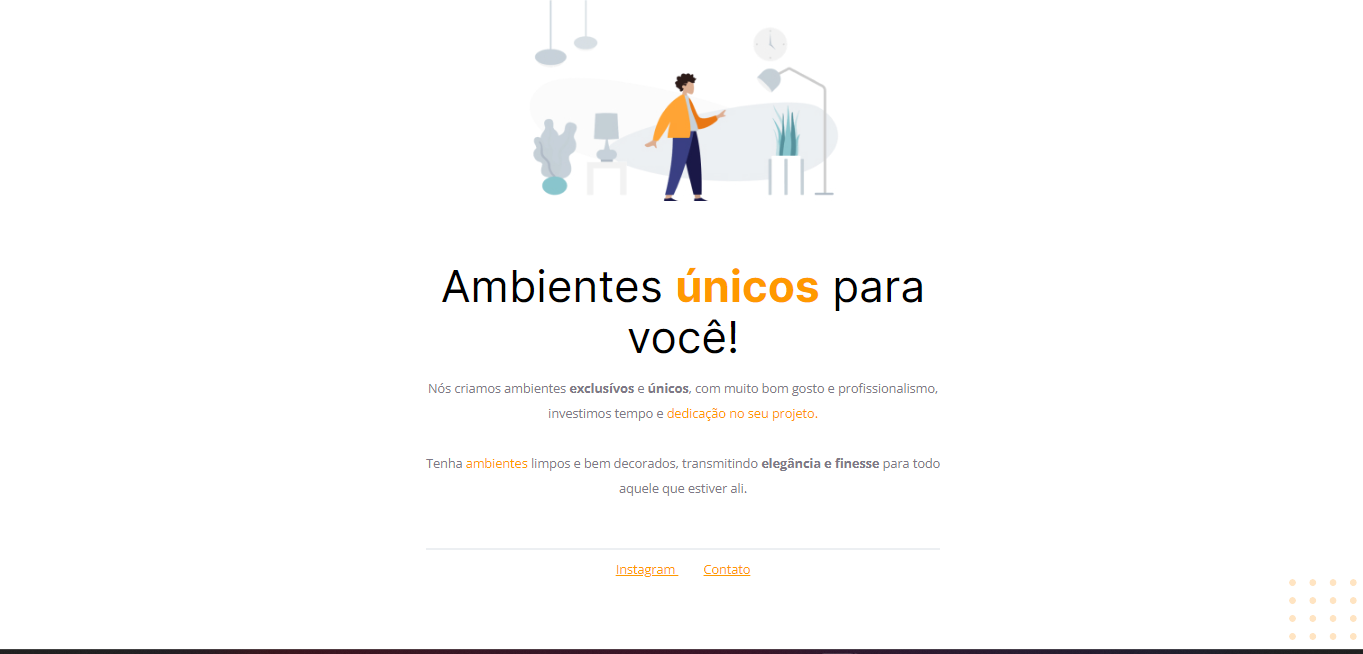 Ambientes únicos para
você!
Nós criamos ambientes exclusívos e únicos, com muito bom gosto e profissionalismo,
investimos tempo e dedicação no seu projeto.
Tenha ambientes limpos e bem decorados, transmitindo elegância e finesse para todo
aquele que estiver ali.
Instagram Contato